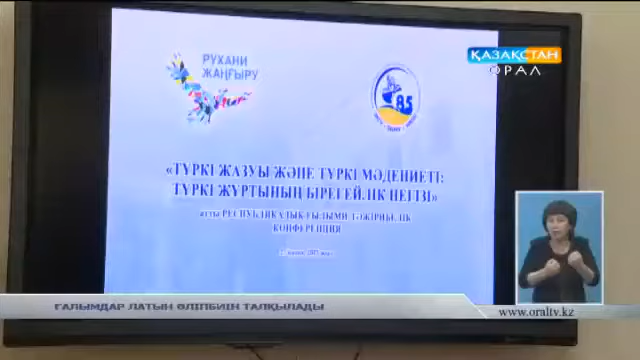 РУХАНИ
ЖАҢҒЫРУ
85
ҚАЗАҚСТАН
ОРАЛ
«ТҮРКІ ЖАЗУЫ ЖӘНЕ ТҮРКІ МӘДЕНИЕТІ:
ТҮРКІ ЖҰРТЫНЫҢ БІРЕГЕЙЛІК НЕГІЗІ»
атты РЕСПУБЛИКАЛЫҚ ҒЫЛЫМИ-ТӘЖІРИБЕЛІК
КОНФЕРЕНЦИЯ
ҒАЛЫМДАР ЛАТЫН ӘЛІПБИІН ТАЛҚЫЛАДЫ
www.oraltv.kz